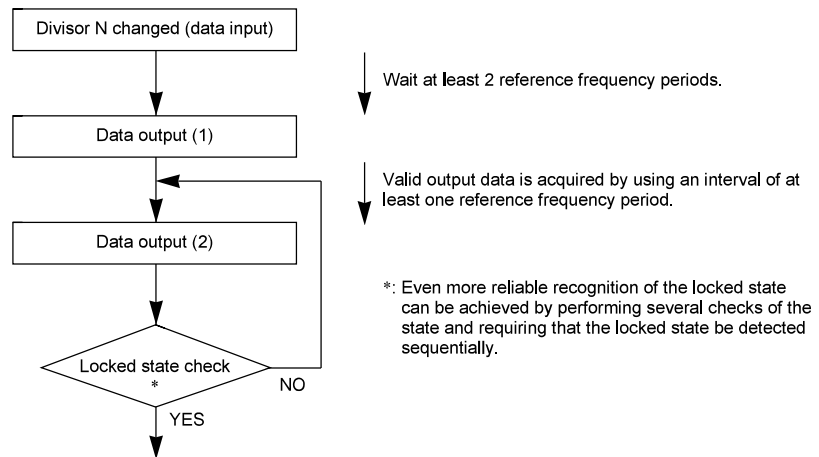 Divisor N changed (data input)
Wait at least 2 reference frequency periods.
Data output (1)
Valid output data is acquired by using an interval of at
least one reference frequency period.
Data output (2)
*: Even more reliable recognition of the locked state
can be achieved by performing several checks of the
state and requiring that the locked state be detected
sequentially.
Locked state check
*
NO
YES